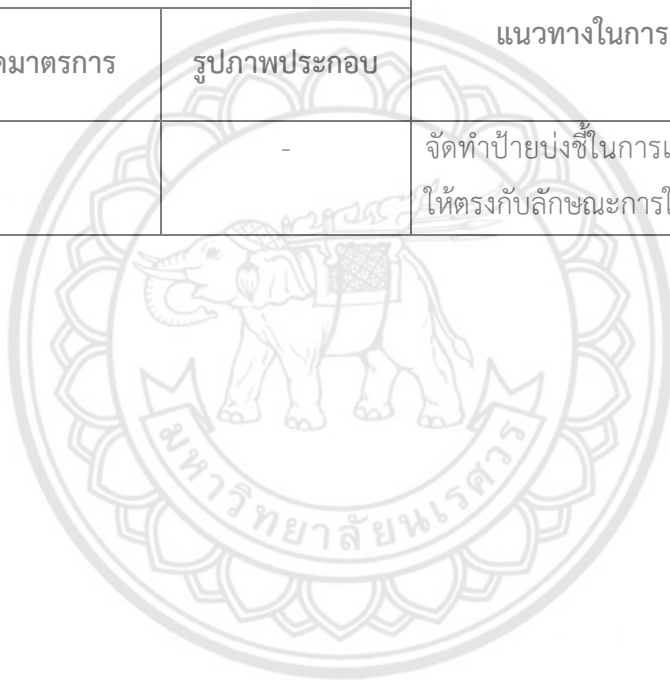 แนวทางในการ
มาตรการ
รูปภาพประกอบ
-
จัดทำป้ายบ่งชี้ในการ
ให้ตรงกับลักษณะการ
มหาวิทยาลัยนเรศวร